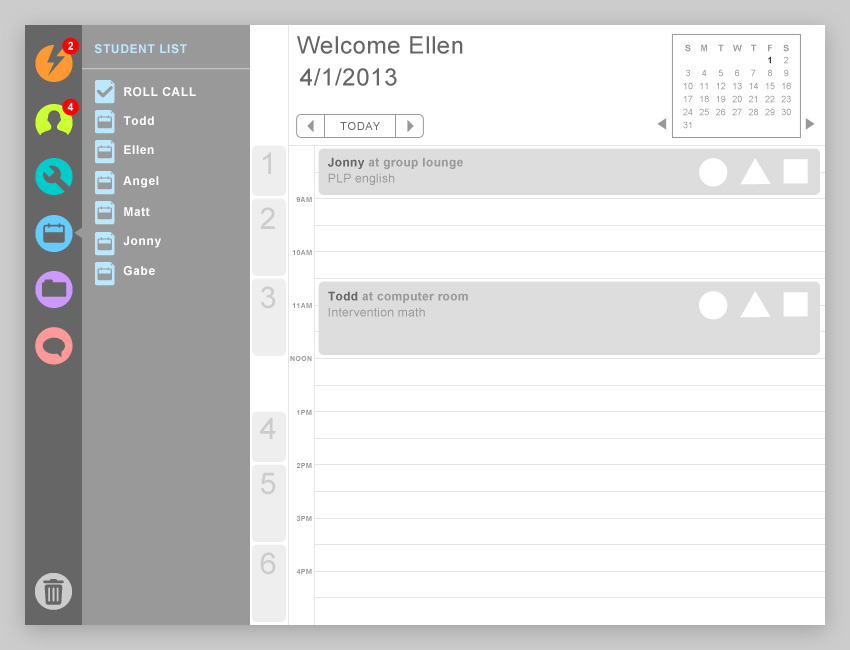 2
4
STUDENT LIST
ROLL CALL
Todd
Ellen
Angel
Matt
Jonny
Gabe
Welcome Ellen
4/1/2013
TODAY
S M T W T F S
1 2
3 4 5 6 7 8 9
10 11 12 13 14 15 16
17 18 19 20 21 22 23
24 25 26 27 28 29 30
31
1
Jonny at group lounge
PLP english
9AM
2
10AM
3
Todd at computer room
11AM
Intervention math
NOON
1PM
4
2PM
5
3PM
6
4PM